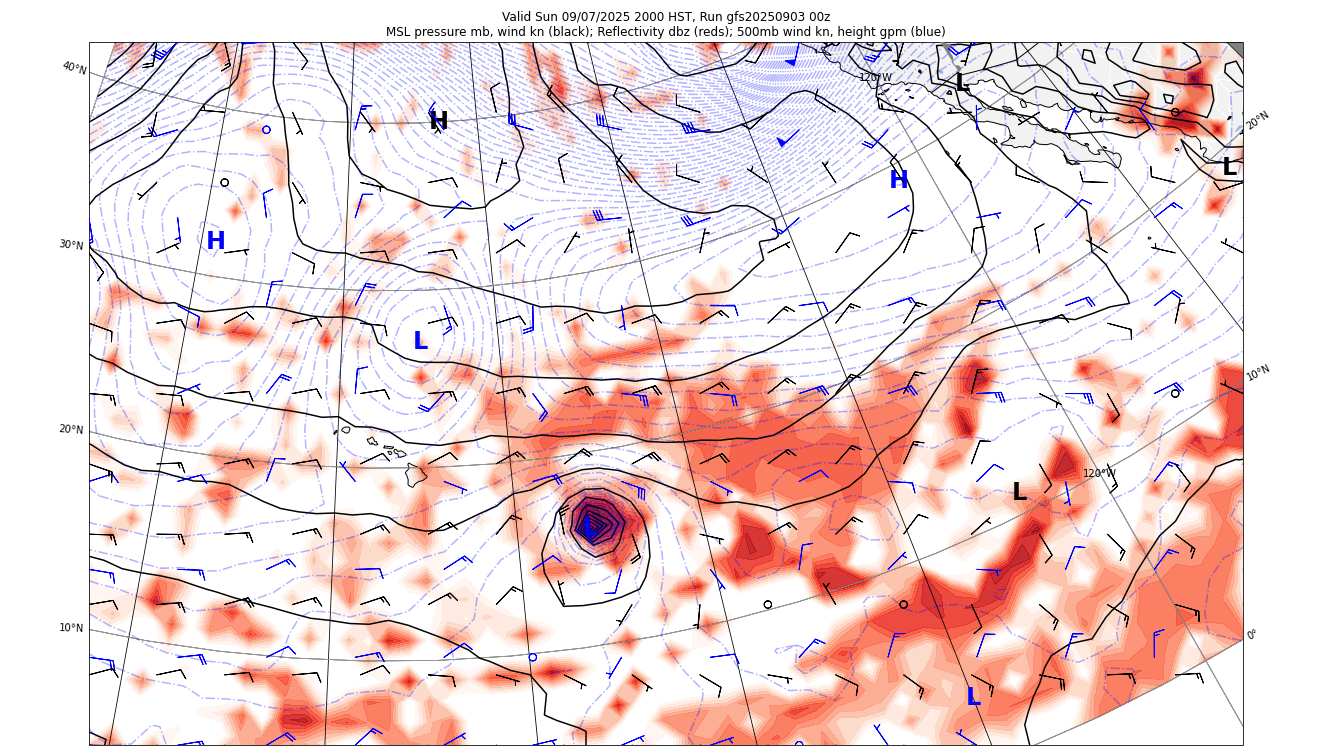 Valid Sun 09/07/2025 2000 HST, Run gfs20250903 00z
MSL pressure mb, wind kn (black); Reflectivity dbz (reds); 500mb wind kn, height gpm (blue)
40°N
120°W
L
20°N
H
L
H
H
30°N
L
10°N
20°N
120°W
L
L
10°N
0°
L